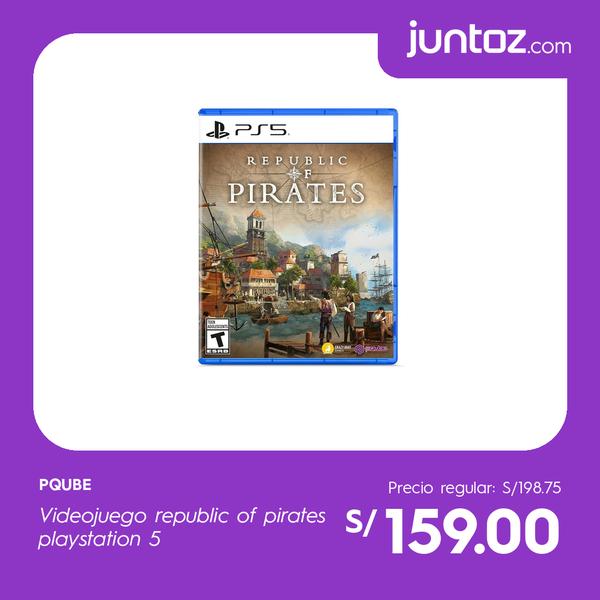 juntoz.com
PS5
REPUBLIC
OF
PIRATES
TEEN
T
ESRB
PQUBE
Precio regular: S/198.75
Videojuego republic of pirates
playstation 5
S/159.00